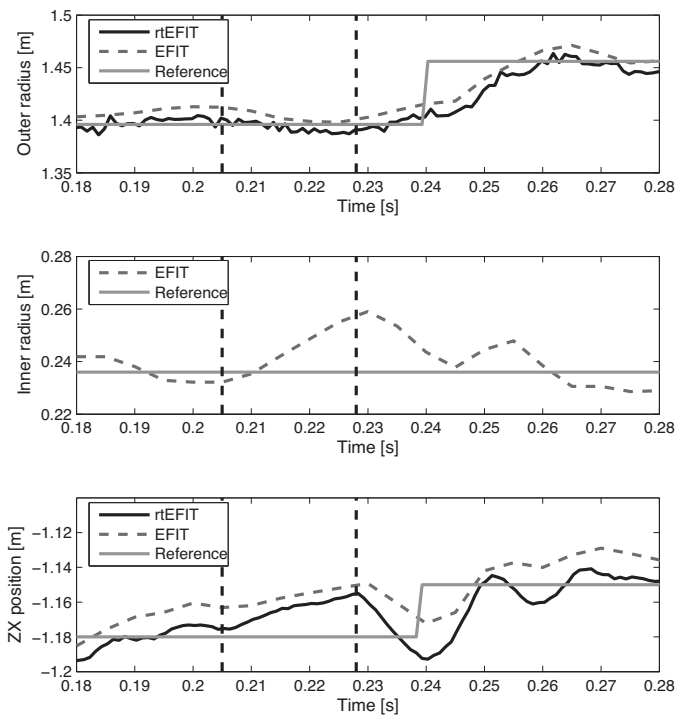 1.5
rtEFIT
EFIT
Reference
1.45
1.4
1.35
Outer radius [m]
0.18 0.19 0.2 0.21 0.22 0.23 0.24 0.25 0.26 0.27 0.28
Time [s]
0.28
EFIT
Reference
0.26
0.24
0.22
Inner radius [m]
0.18 0.19 0.2 0.21 0.22 0.23 0.24 0.25 0.26 0.27 0.28
Time [s]
rtEFIT
EFIT
Reference
−1.12
−1.14
−1.16
−1.18
−1.2
ZX position [m]
0.18 0.19 0.2 0.21 0.22 0.23 0.24 0.25 0.26 0.27 0.28
Time [s]